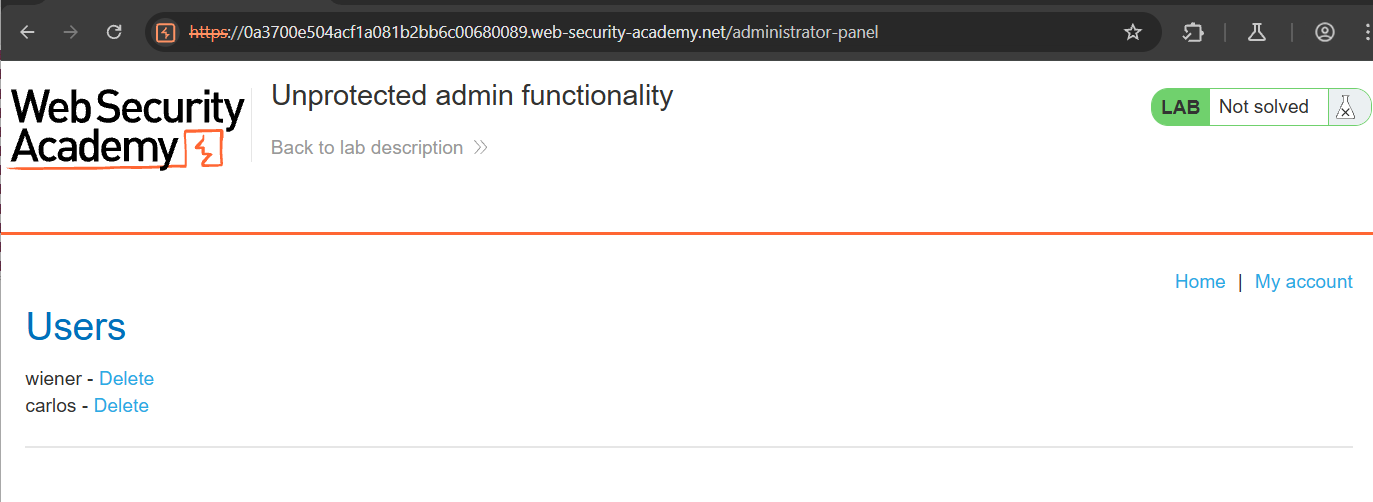 https://0a3700e504acf1a081b2bb6c00680089.web-security-academy.net/administrator-panel
Web Security
Academy
Unprotected admin functionality
Back to lab description
LAB Not solved
Home | My account
Users
wiener - Delete
carlos - Delete